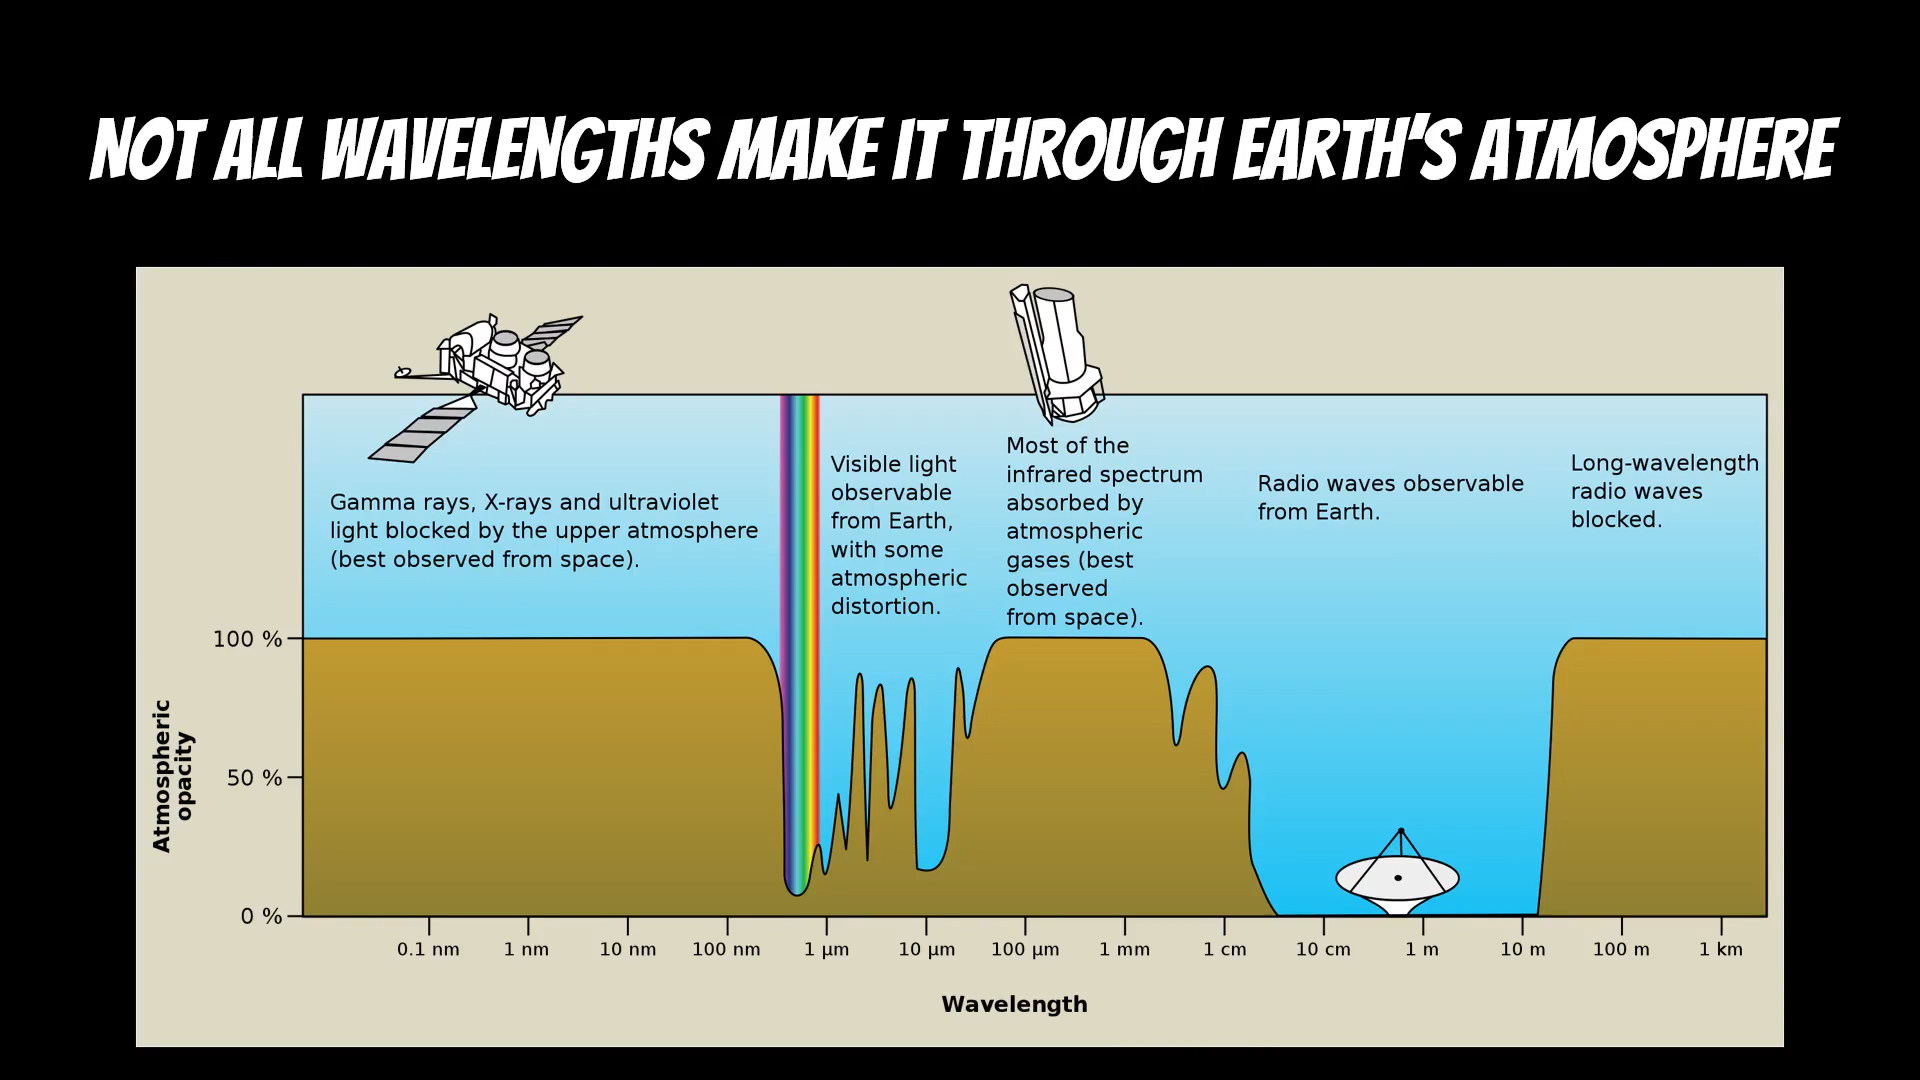 NOT ALL WAVELENGTHS MAKE IT THROUGH EARTH'S ATMOSPHERE
Gamma rays, X-rays and ultraviolet
light blocked by the upper atmosphere
(best observed from space).
Visible light
observable
from Earth,
with some
atmospheric
distortion.
Most of the
infrared spectrum
absorbed by
atmospheric
gases (best
observed
from space).
Radio waves observable
from Earth.
Long-wavelength
radio waves
blocked.
Atmospheric
opacity
100 %
50 %
0 %
0.1 nm 1 nm 10 nm 100 nm 1 µm 10 µm 100 µm 1 mm 1 cm 10 cm 1 m 10 m 100 m 1 km
Wavelength